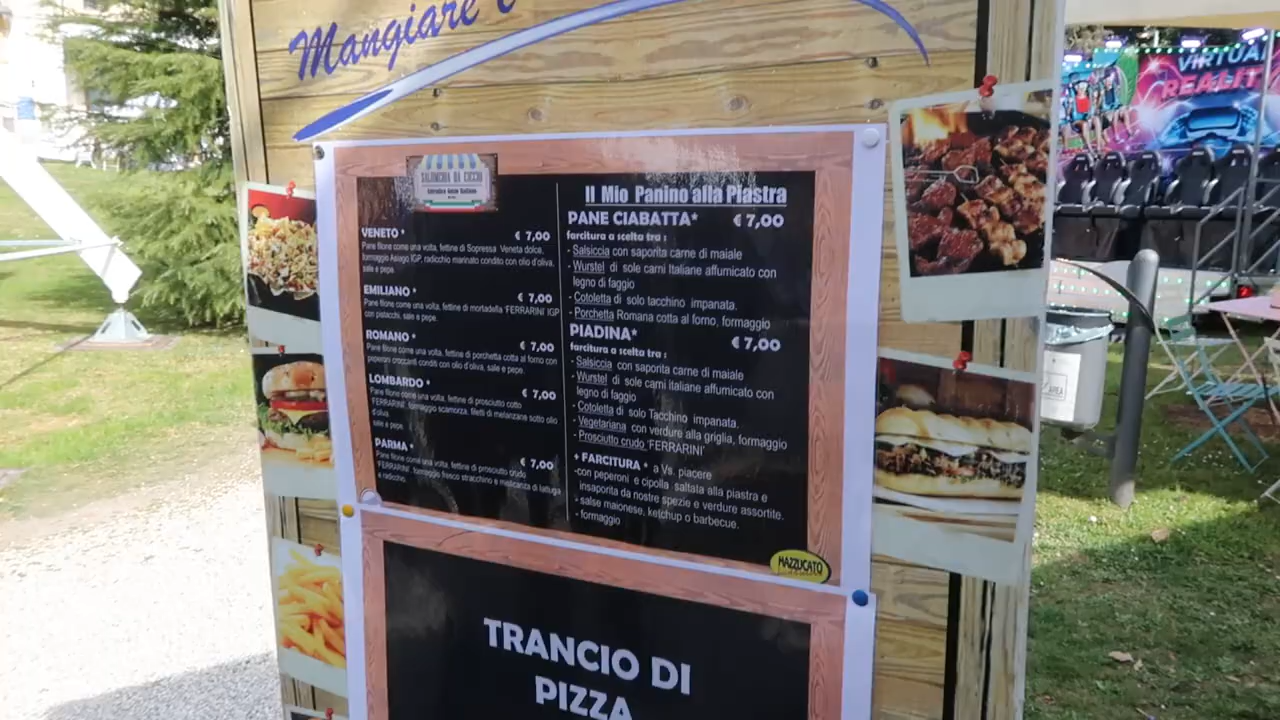 Mangiare
VIRTUAL
REALIT
SALUMERIA DA CICCIO
Il Mio Panino alla Piastra
VENETO *
€ 7,00
Pane filone come una volta, fettine di Sopressa Veneta dolce,
formaggio Asiago IGP, radicchio marinato condito con olio d'oliva,
sale e pepe.
EMILIANO *
€ 7,00
Pane filone come una volta, fettine di mortadella 'FERRARINI' IGP
con pistacchi, sale e pepe.
ROMANO *
€ 7,00
Pane filone come una volta, fettine di porchetta cotta al forno con
peperoni croccanti conditi con olio d'oliva, sale e pepe.
LOMBARDO *
€ 7,00
Pane filone come una volta, fettine di prosciutto cotto
'FERRARINI', formaggio scamorza, filetti di melanzane sotto olio
d'oliva
sale e pepe.
PARMA *
€ 7,00
Pane filone come una volta, fettine di prosciutto crudo
'FERRARINI', formaggio fresco stracchino e misticanza di lattuga
e radicchio.
PANE CIABATTA*
€ 7,00
farcitura a scelta tra :
- Salsiccia con saporita carne di maiale
- Wurstel di sole carni Italiane affumicato con
legno di faggio
- Cotoletta di solo tacchino impanata.
- Porchetta Romana cotta al forno, formaggio
PIADINA*
€ 7,00
farcitura a scelta tra :
- Salsiccia con saporita carne di maiale
- Wurstel di sole carni italiane affumicato con
legno di faggio
- Cotoletta di solo Tacchino impanata.
- Vegetariana con verdure alla griglia, formaggio
- Prosciutto crudo 'FERRARINI'
+ FARCITURA * a Vs. piacere
-con peperoni e cipolla saltata alla piastra e
insaporita da nostre spezie e verdure assortite.
- salse maionese, ketchup o barbecue.
- formaggio
MAZZUCATO
TRANCIO DI
PIZZA
AREA